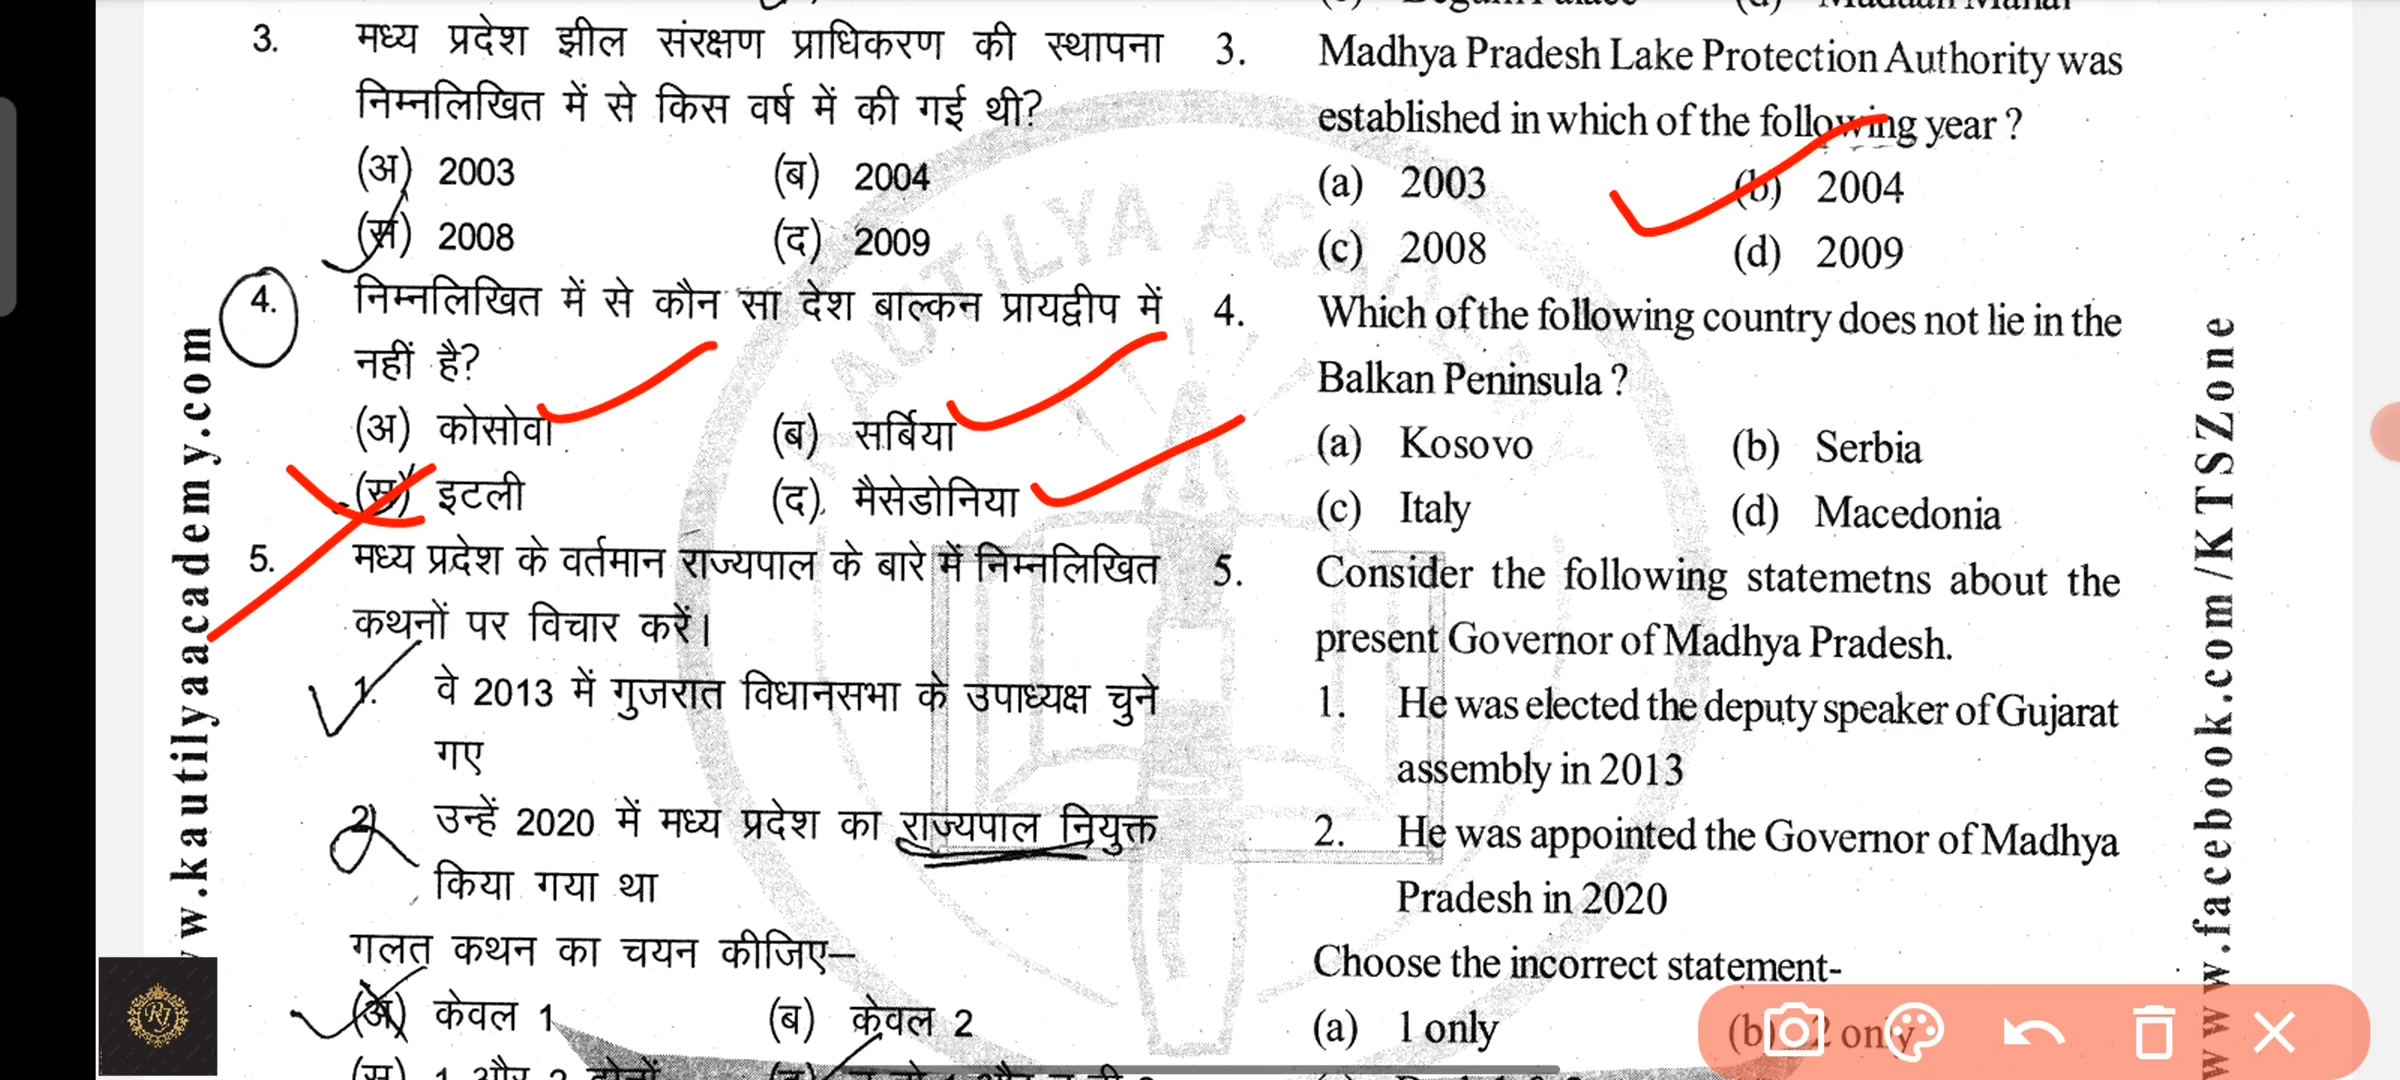 3. मध्य प्रदेश झील संरक्षण प्राधिकरण की स्थापना
निम्नलिखित में से किस वर्ष में की गई थी?
(अ) 2003 (ब) 2004
(स) 2008 (द) 2009
4. निम्नलिखित में से कौन सा देश बाल्कन प्रायद्वीप में
नहीं है?
(अ) कोसोवा (ब) सर्बिया
(स) इटली (द) मैसेडोनिया
5. मध्य प्रदेश के वर्तमान राज्यपाल के बारे में निम्नलिखित
कथनों पर विचार करें।
1. वे 2013 में गुजरात विधानसभा के उपाध्यक्ष चुने
गए
2. उन्हें 2020 में मध्य प्रदेश का राज्यपाल नियुक्त
किया गया था
गलत कथन का चयन कीजिए–
(अ) केवल 1 (ब) केवल 2
3. Madhya Pradesh Lake Protection Authority was
established in which of the following year ?
(a) 2003 (b) 2004
(c) 2008 (d) 2009
4. Which of the following country does not lie in the
Balkan Peninsula ?
(a) Kosovo (b) Serbia
(c) Italy (d) Macedonia
5. Consider the following statemetns about the
present Governor of Madhya Pradesh.
1. He was elected the deputy speaker of Gujarat
assembly in 2013
2. He was appointed the Governor of Madhya
Pradesh in 2020
Choose the incorrect statement-
(a) 1 only (b) 2 only
w.kautilyaacademy.com
www.facebook.com/KTSZone
RJ